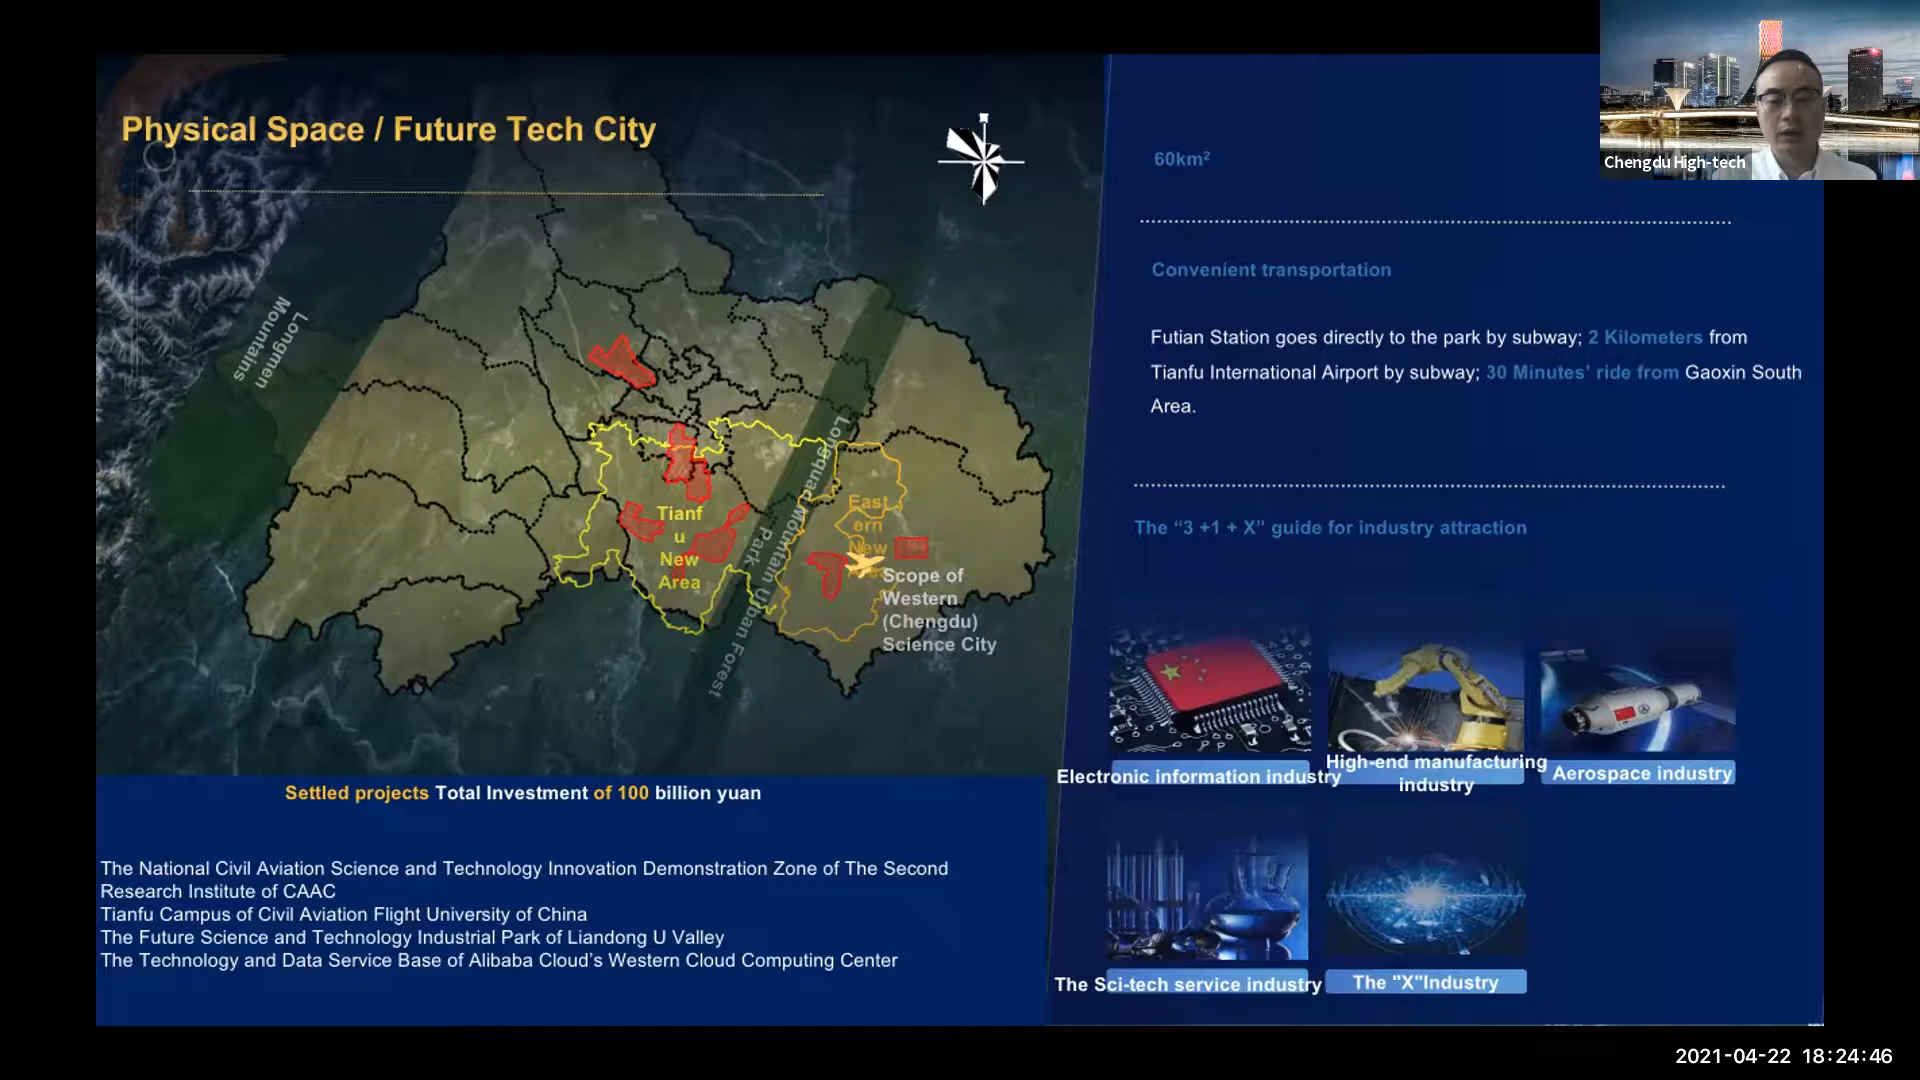 Physical Space / Future Tech City
Longmen
Mountains
Longquan Mountain Urban Forest
Park
Tianf
u
New
Area
East
ern
New
Scope of
Western
(Chengdu)
Science City
Settled projects Total Investment of 100 billion yuan
The National Civil Aviation Science and Technology Innovation Demonstration Zone of The Second
Research Institute of CAAC
Tianfu Campus of Civil Aviation Flight University of China
The Future Science and Technology Industrial Park of Liandong U Valley
The Technology and Data Service Base of Alibaba Cloud's Western Cloud Computing Center
60km²
Convenient transportation
Futian Station goes directly to the park by subway; 2 Kilometers from
Tianfu International Airport by subway; 30 Minutes' ride from Gaoxin South
Area.
The “3 +1 + X” guide for industry attraction
Electronic information industry
High-end manufacturing
industry
Aerospace industry
The Sci-tech service industry
The "X"Industry
Chengdu High-tech
2021-04-22 18:24:46